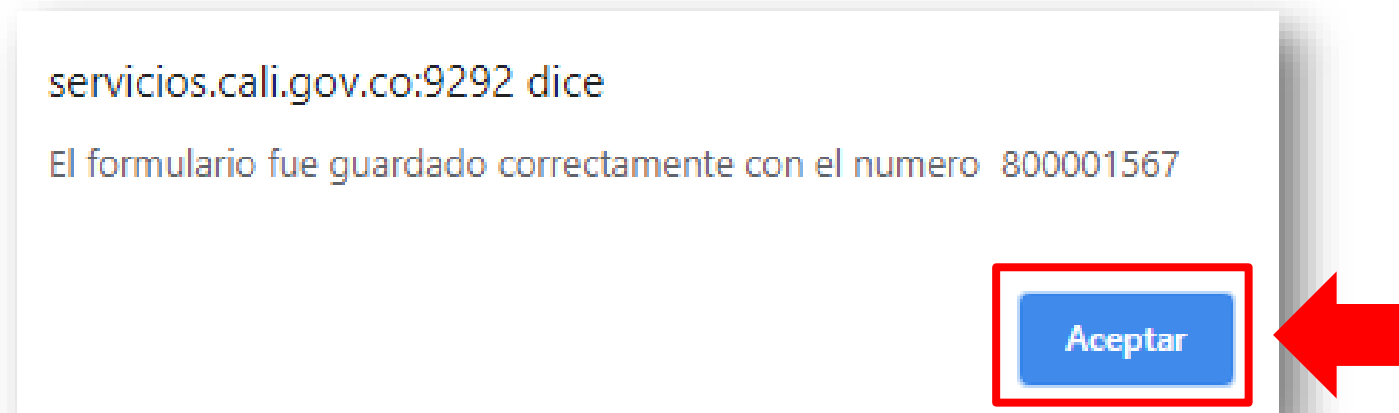 servicios.cali.gov.co:9292 dice
El formulario fue guardado correctamente con el numero  800001567
Aceptar